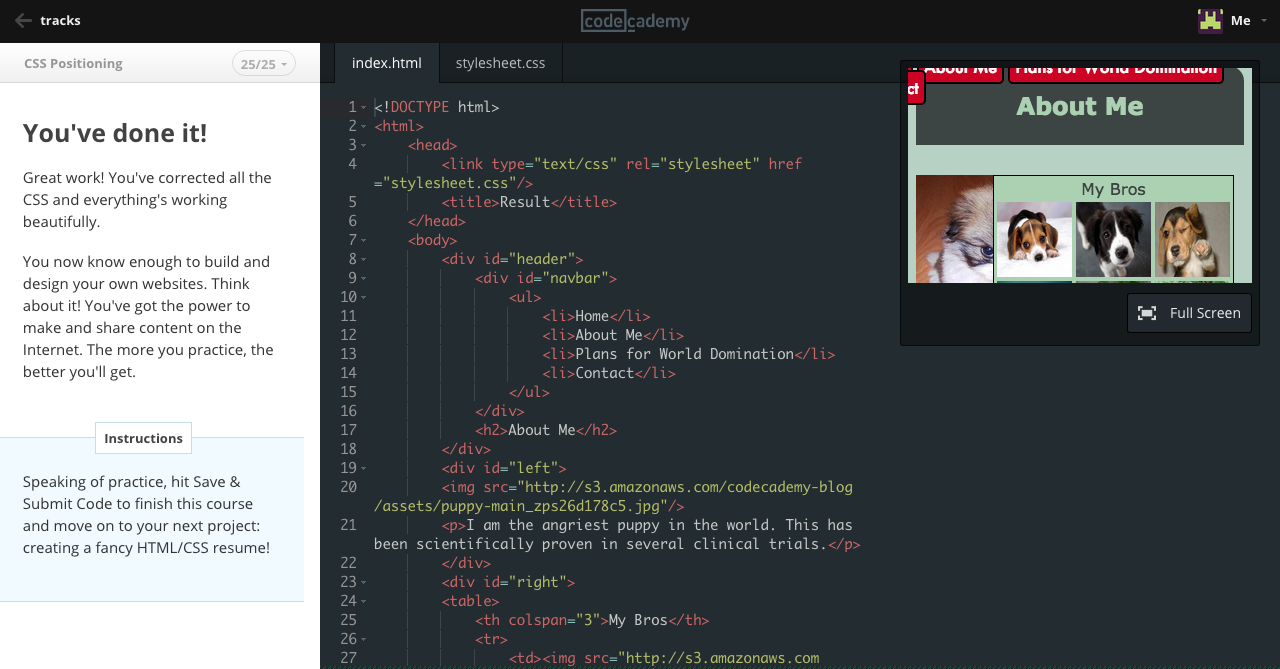 tracks
codecademy
Me
CSS Positioning
25/25
You've done it!
Great work! You've corrected all the
CSS and everything's working
beautifully.
You now know enough to build and
design your own websites. Think
about it! You've got the power to
make and share content on the
Internet. The more you practice, the
better you'll get.
Instructions
Speaking of practice, hit Save &
Submit Code to finish this course
and move on to your next project:
creating a fancy HTML/CSS resume!
index.html
stylesheet.css
1 <!DOCTYPE html>
2 <html>
3 <head>
4 <link type="text/css" rel="stylesheet" href
="stylesheet.css"/>
5 <title>Result</title>
6 </head>
7 <body>
8 <div id="header">
9 <div id="navbar">
10 <ul>
11 <li>Home</li>
12 <li>About Me</li>
13 <li>Plans for World Domination</li>
14 <li>Contact</li>
15 </ul>
16 </div>
17 <h2>About Me</h2>
18 </div>
19 <div id="left">
20 <img src="http://s3.amazonaws.com/codecademy-blog
/assets/puppy-main_zps26d178c5.jpg"/>
21 <p>I am the angriest puppy in the world. This has
been scientifically proven in several clinical trials.</p>
22 </div>
23 <div id="right">
24 <table>
25 <th colspan="3">My Bros</th>
26 <tr>
27 <td><img src="http://s3.amazonaws.com
About Me
Plans for World Domination
ct
About Me
My Bros
Full Screen